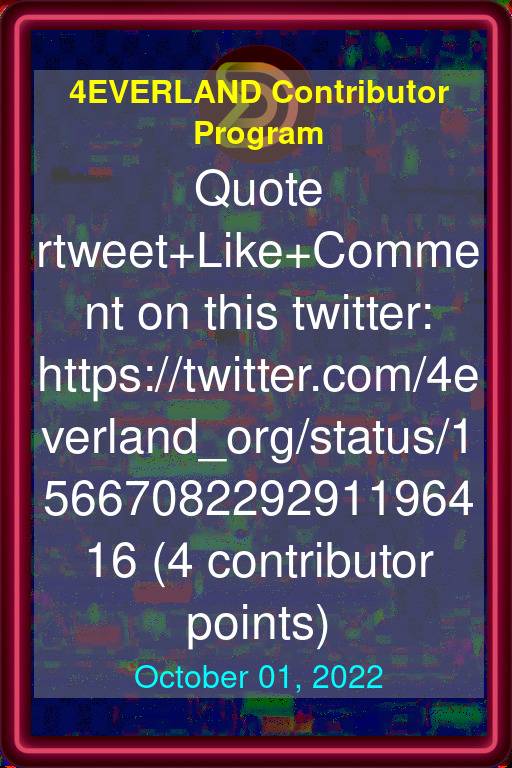 4EVERLAND Contributor
Program
Quote
rtweet+Like+Comme
nt on this twitter:
https://twitter.com/4e
verland_org/status/1
5667082292911964
16 (4 contributor
points)
October 01, 2022